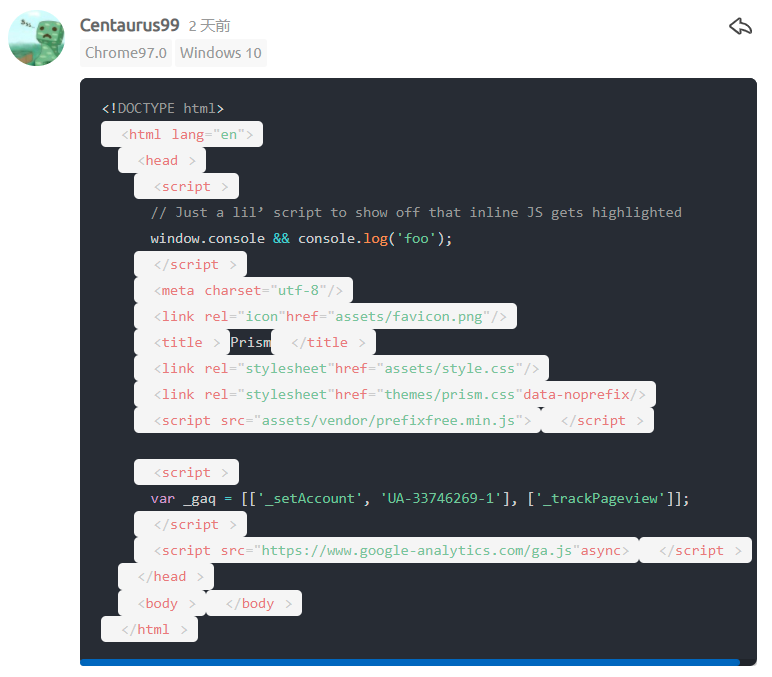 Centaurus99 2 天前
Chrome97.0 Windows 10
<!DOCTYPE html>
<html lang="en">
<head >
<script >
// Just a lil’ script to show off that inline JS gets highlighted
window.console && console.log('foo');
</script >
<meta charset="utf-8"/>
<link rel="icon"href="assets/favicon.png"/>
<title >Prism </title >
<link rel="stylesheet"href="assets/style.css"/>
<link rel="stylesheet"href="themes/prism.css"data-noprefix/>
<script src="assets/vendor/prefixfree.min.js"> </script >
<script >
var _gaq = [['_setAccount', 'UA-33746269-1'], ['_trackPageview']];
</script >
<script src="https://www.google-analytics.com/ga.js"async> </script >
</head >
<body > </body >
</html >